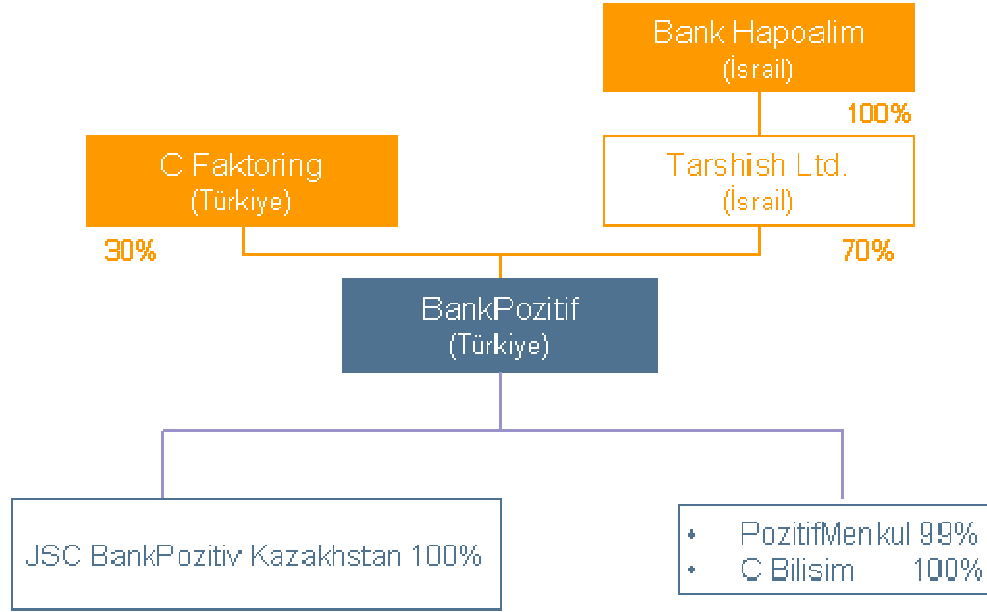 Bank Hapoalim
(İsrail)
100%
C Faktoring
(Türkiye)
Tarshish Ltd.
(İsrail)
30%
70%
BankPozitif
(Türkiye)
JSC BankPozitiv Kazakhstan 100%
• PozitifMenkul 99%
• C Bilisim 100%